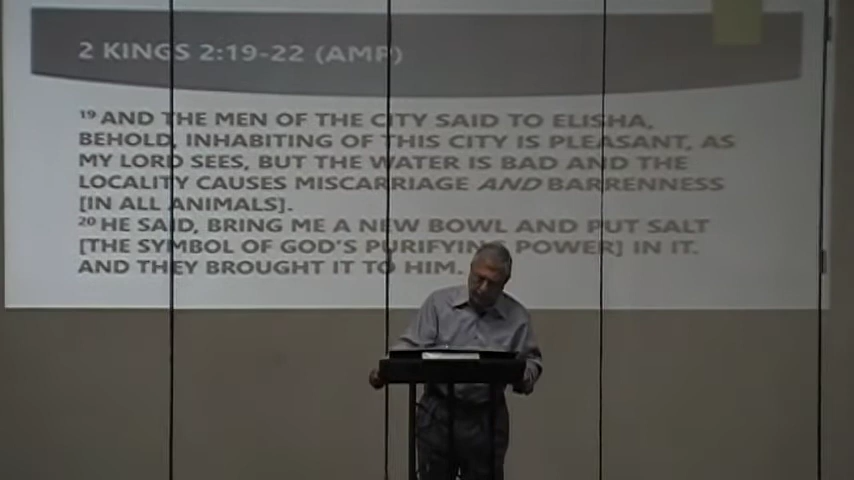 2 KINGS 2:19-22 (AMP)
19 AND THE MEN OF THE CITY SAID TO ELISHA,
BEHOLD, INHABITING OF THIS CITY IS PLEASANT, AS
MY LORD SEES, BUT THE WATER IS BAD AND THE
LOCALITY CAUSES MISCARRIAGE AND BARRENNESS
[IN ALL ANIMALS].
20 HE SAID, BRING ME A NEW BOWL AND PUT SALT
[THE SYMBOL OF GOD'S PURIFYING POWER] IN IT.
AND THEY BROUGHT IT TO HIM.